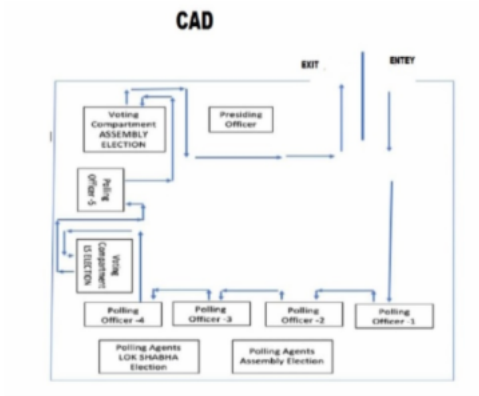 CAD
EXIT
ENTEY
Voting
Compartment
ASSEMBLY
ELECTION
Presiding
Officer
Polling
Officer -5
Voting
Compartment
LS ELECTION
Polling
Officer -4
Polling
Officer -3
Polling
Officer -2
Polling
Officer -1
Polling Agents
LOK SHABHA
Election
Polling Agents
Assembly Election